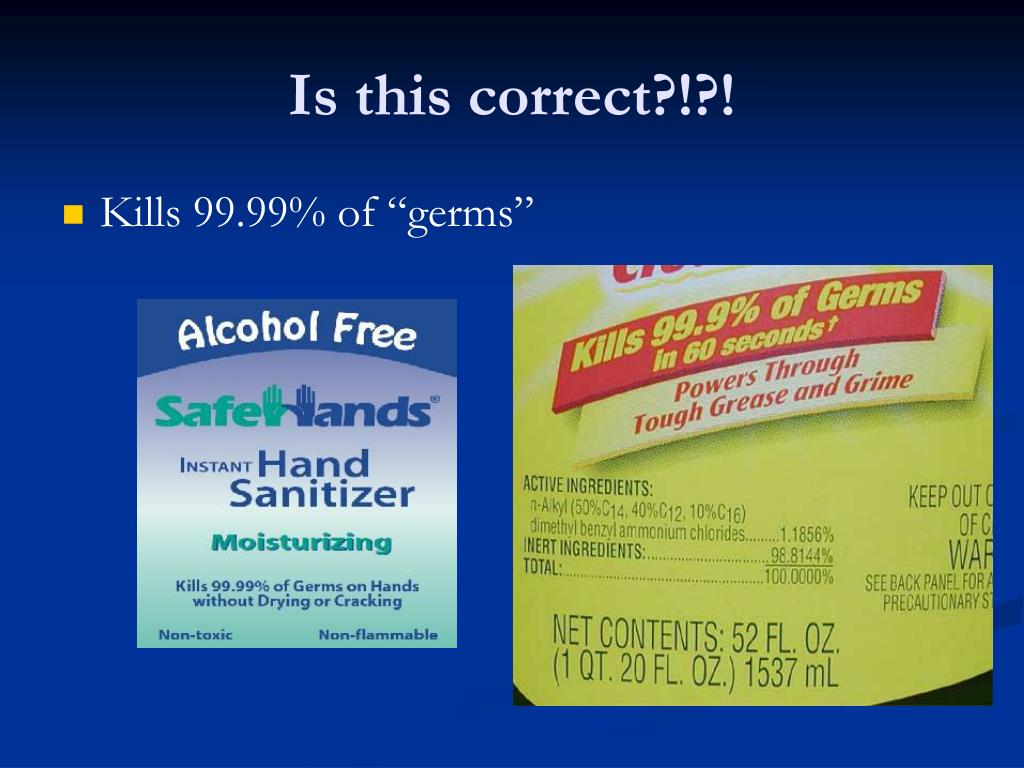 Is this correct?!?!
Kills 99.99% of “germs”
Alcohol Free
SafeHands®
INSTANT Hand
Sanitizer
Moisturizing
Kills 99.99% of Germs on Hands
without Drying or Cracking
Non-toxic Non-flammable
Kills 99.9% of Germs
in 60 seconds†
Powers Through
Tough Grease and Grime
ACTIVE INGREDIENTS:
n-Alkyl (50%C14, 40%C12, 10%C16)
dimethyl benzyl ammonium chlorides........1.1856%
INERT INGREDIENTS:..............................98.8144%
TOTAL:.................................................100.0000%
KEEP OUT
OF
SEE BACK PANEL FOR
PRECAUTIONARY
NET CONTENTS: 52 FL. OZ.
(1 QT. 20 FL. OZ.) 1537 mL